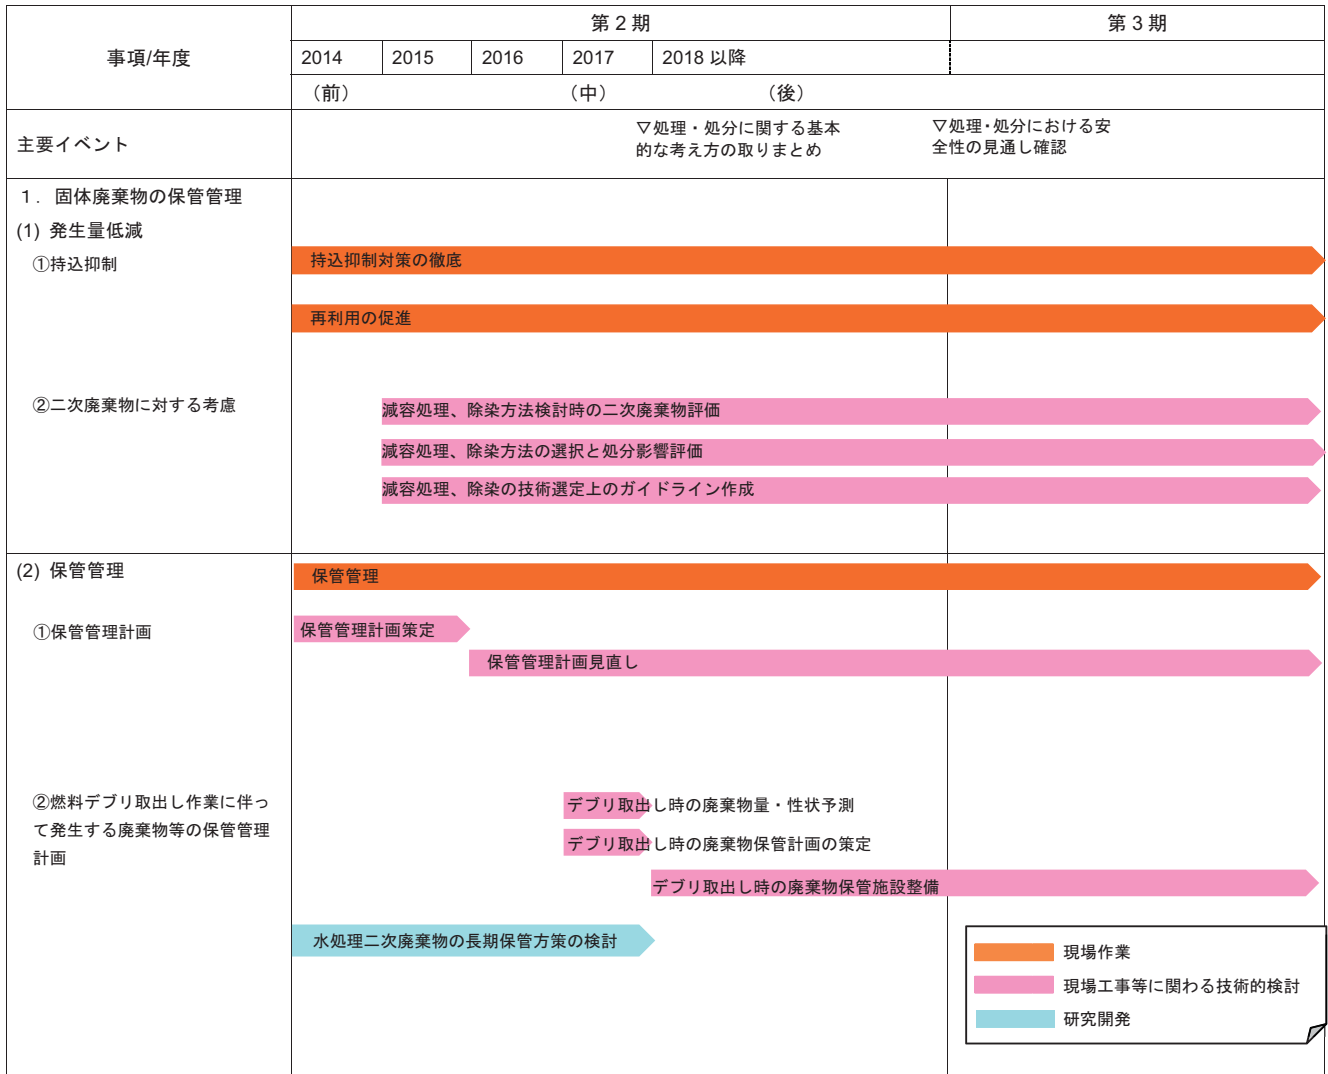 事項/年度
第2期
第3期
2014
2015
2016
2017
2018 以降
（前）
（中）
（後）
主要イベント
▽処理・処分に関する基本
的な考え方の取りまとめ
▽処理・処分における安
全性の見通し確認
１．固体廃棄物の保管管理
(1) 発生量低減
①持込抑制
持込抑制対策の徹底
再利用の促進
②二次廃棄物に対する考慮
減容処理、除染方法検討時の二次廃棄物評価
減容処理、除染方法の選択と処分影響評価
減容処理、除染の技術選定上のガイドライン作成
(2) 保管管理
保管管理
①保管管理計画
保管管理計画策定
保管管理計画見直し
②燃料デブリ取出し作業に伴っ
て発生する廃棄物等の保管管理
計画
デブリ取出し時の廃棄物量・性状予測
デブリ取出し時の廃棄物保管計画の策定
デブリ取出し時の廃棄物保管施設整備
水処理二次廃棄物の長期保管方策の検討
現場作業
現場工事等に関わる技術的検討
研究開発